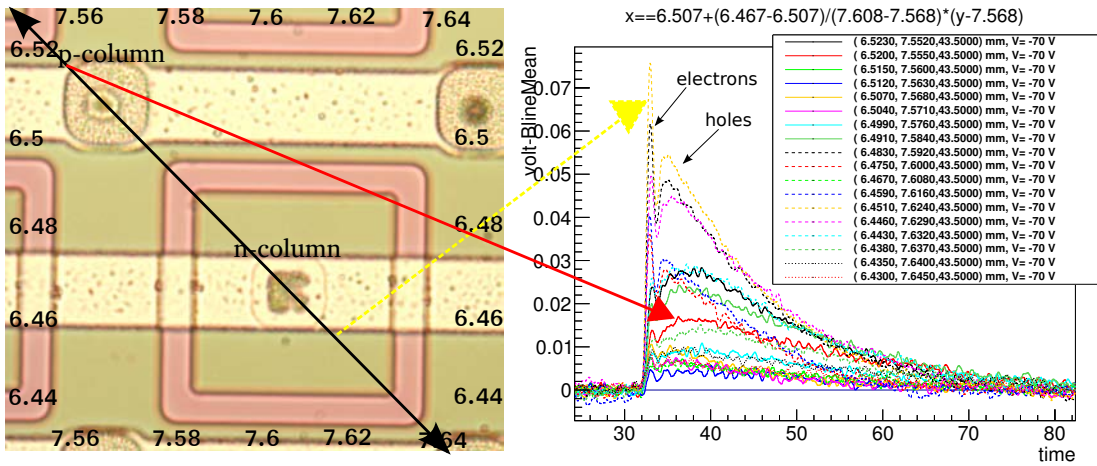 7.56 7.58 7.6 7.62 7.64
6.52 p-column 6.52
6.5 6.5
6.48 6.48
n-column
6.46 6.46
6.44 6.44
7.56 7.58 7.6 7.62 7.64
x==6.507+(6.467-6.507)/(7.608-7.568)*(y-7.568)
volt-BlineMean
0.07
0.06
0.05
0.04
0.03
0.02
0.01
0
electrons
holes
( 6.5230, 7.5520,43.5000) mm, V= -70 V
( 6.5200, 7.5550,43.5000) mm, V= -70 V
( 6.5150, 7.5600,43.5000) mm, V= -70 V
( 6.5120, 7.5630,43.5000) mm, V= -70 V
( 6.5070, 7.5680,43.5000) mm, V= -70 V
( 6.5040, 7.5710,43.5000) mm, V= -70 V
( 6.4990, 7.5760,43.5000) mm, V= -70 V
( 6.4910, 7.5840,43.5000) mm, V= -70 V
( 6.4830, 7.5920,43.5000) mm, V= -70 V
( 6.4750, 7.6000,43.5000) mm, V= -70 V
( 6.4670, 7.6080,43.5000) mm, V= -70 V
( 6.4590, 7.6160,43.5000) mm, V= -70 V
( 6.4510, 7.6240,43.5000) mm, V= -70 V
( 6.4460, 7.6290,43.5000) mm, V= -70 V
( 6.4430, 7.6320,43.5000) mm, V= -70 V
( 6.4380, 7.6370,43.5000) mm, V= -70 V
( 6.4350, 7.6400,43.5000) mm, V= -70 V
( 6.4300, 7.6450,43.5000) mm, V= -70 V
30 40 50 60 70 80
time